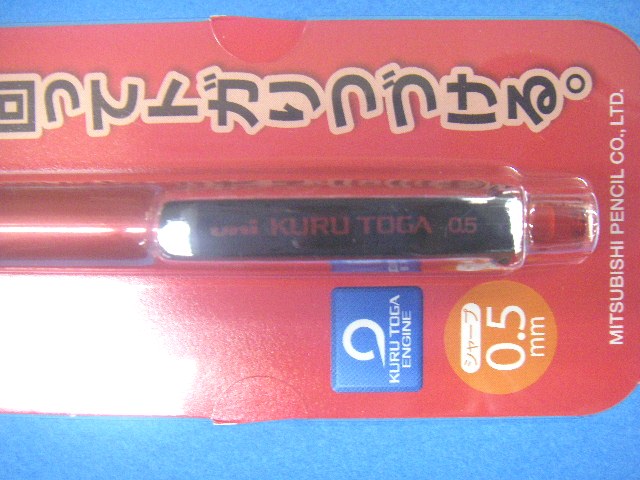 回ってトガりつづける。
uni KURU TOGA 0.5
KURU TOGA
ENGINE
シャープ
0.5
mm
MITSUBISHI PENCIL CO., LTD.